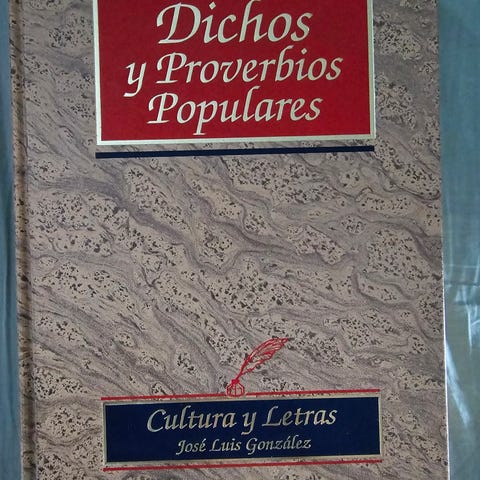 Dichos
y Proverbios
Populares
Cultura y Letras
José Luis González